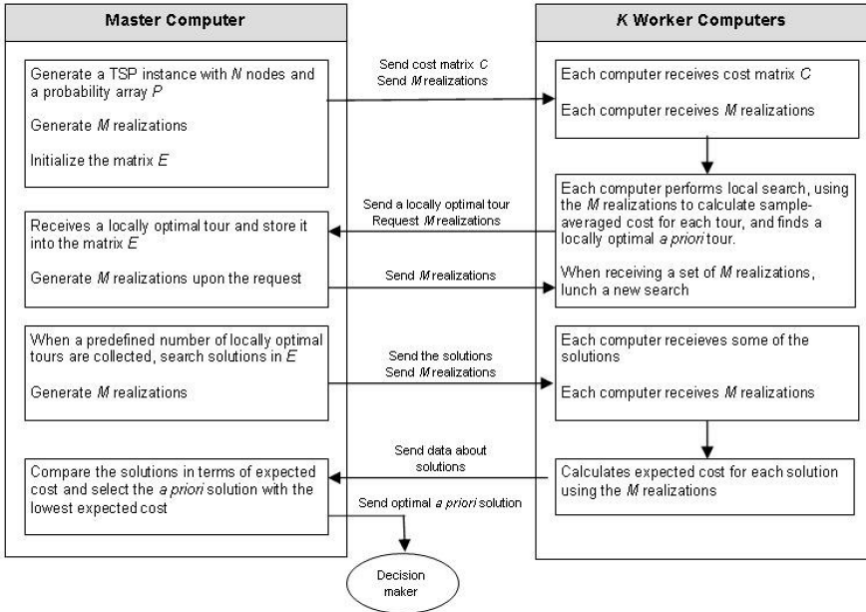 Master Computer
K Worker Computers
Generate a TSP instance with N nodes and
a probability array P
Generate M realizations
Initialize the matrix E
Send cost matrix C
Send M realizations
Each computer receives cost matrix C
Each computer receives M realizations
Send a locally optimal tour
Request M realizations
Each computer performs local search, using
the M realizations to calculate sample-
averaged cost for each tour, and finds a
locally optimal a priori tour.
When receiving a set of M realizations,
lunch a new search
Receives a locally optimal tour and store it
into the matrix E
Generate M realizations upon the request
Send M realizations
When a predefined number of locally optimal
tours are collected, search solutions in E
Generate M realizations
Send the solutions
Send M realizations
Each computer receieves some of the
solutions
Each computer receives M realizations
Send data about
solutions
Calculates expected cost for each solution
using the M realizations
Compare the solutions in terms of expected
cost and select the a priori solution with the
lowest expected cost
Send optimal a priori solution
Decision
maker